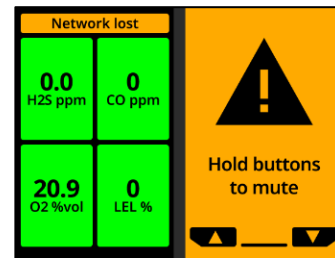 Network lost
0.0
H2S ppm
0
CO ppm
20.9
O2 %vol
0
LEL %
!
Hold buttons
to mute